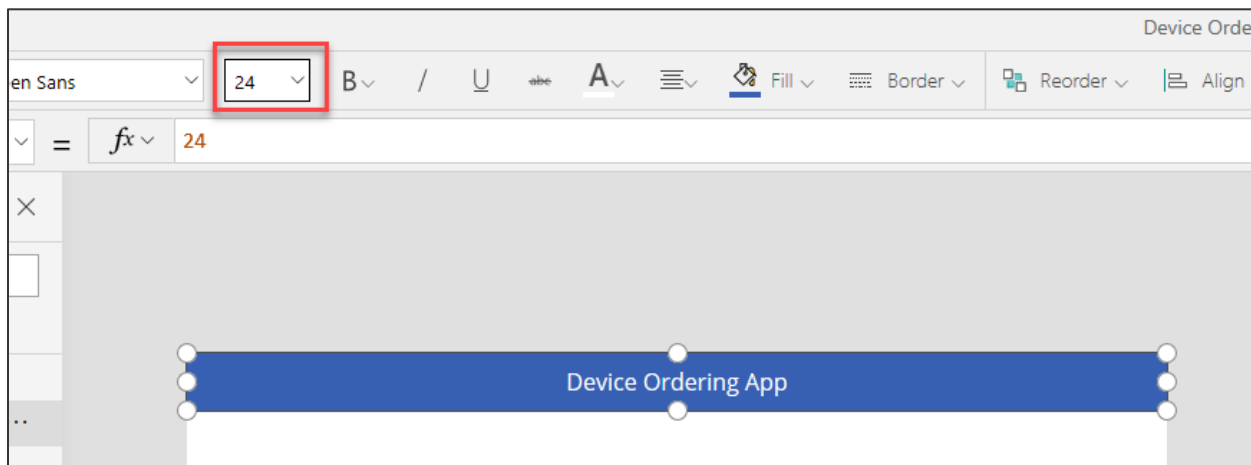 Device Orde
en Sans 24 B / U abc A Fill Border Reorder Align
= fx 24
Device Ordering App